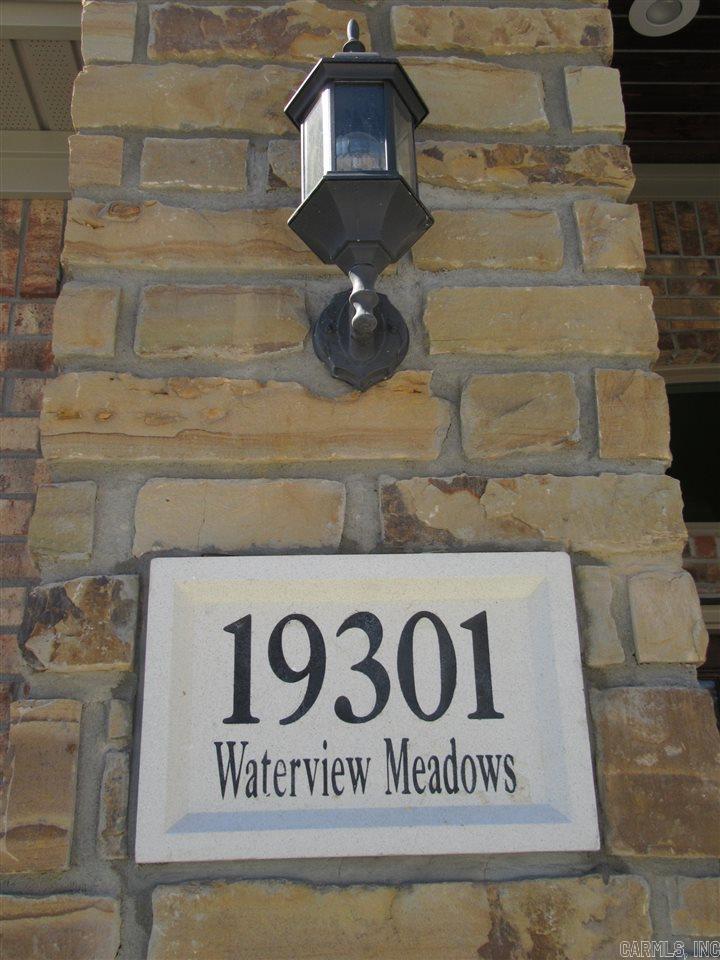 19301
Waterview Meadows
CARMLS, INC